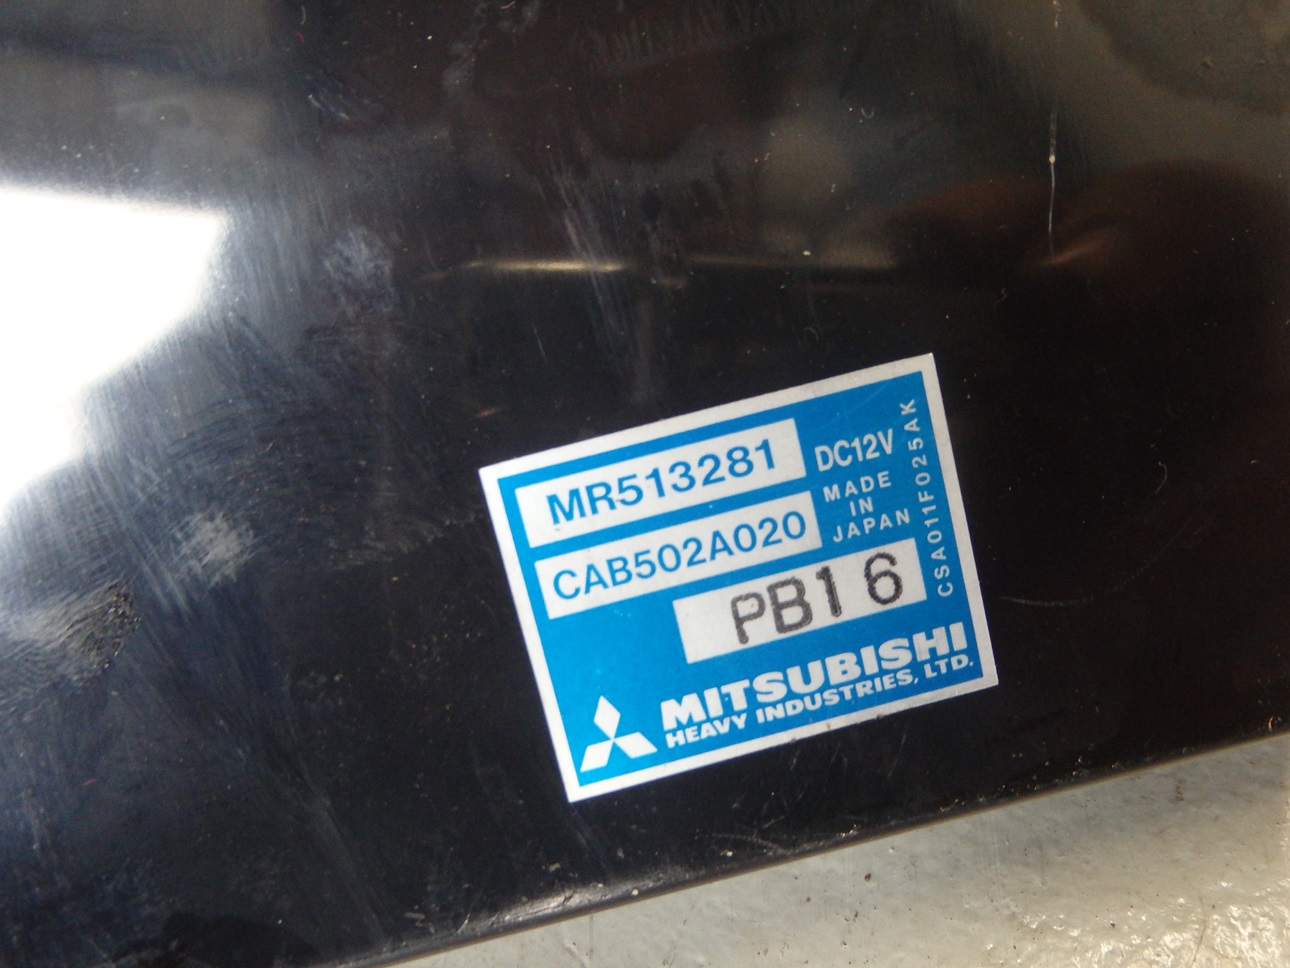 MR513281
DC12V
CAB502A020
MADE
IN
JAPAN
CSA011F025AK
PB16
MITSUBISHI
HEAVY INDUSTRIES, LTD.